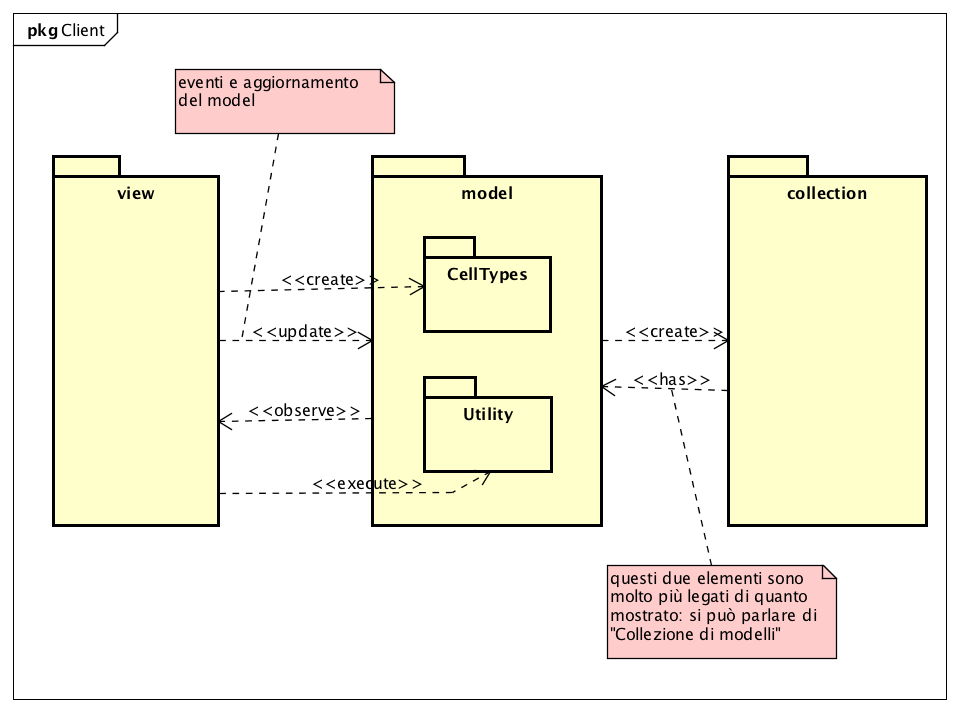 pkg Client
eventi e aggiornamento
del model
view
model
collection
CellTypes
<<create>>
<<update>>
<<create>>
<<has>>
<<observe>>
Utility
<<execute>>
questi due elementi sono
molto più legati di quanto
mostrato: si può parlare di
"Collezione di modelli"